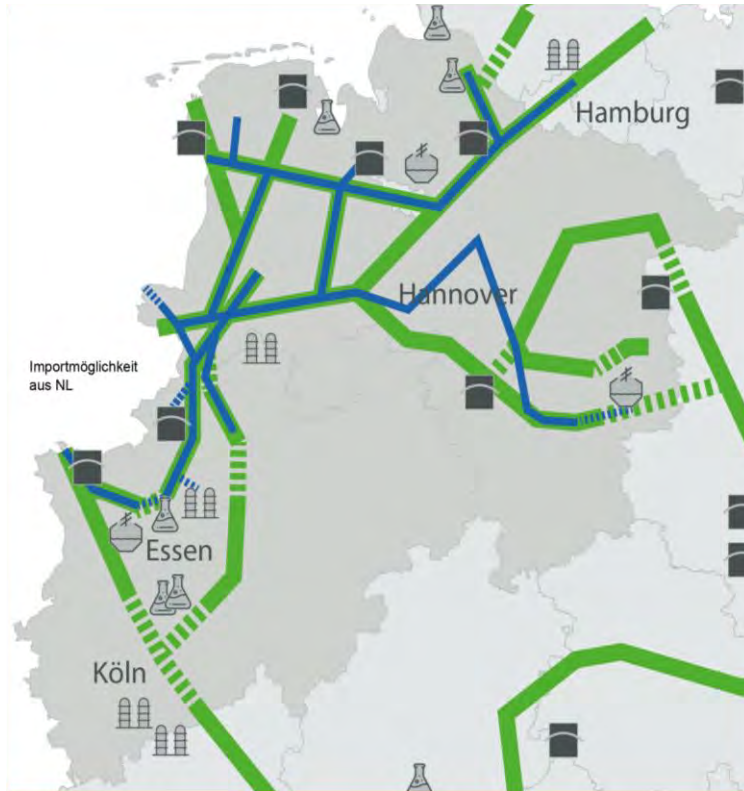 Hamburg
Hannover
Importmöglichkeit
aus NL
Essen
Köln